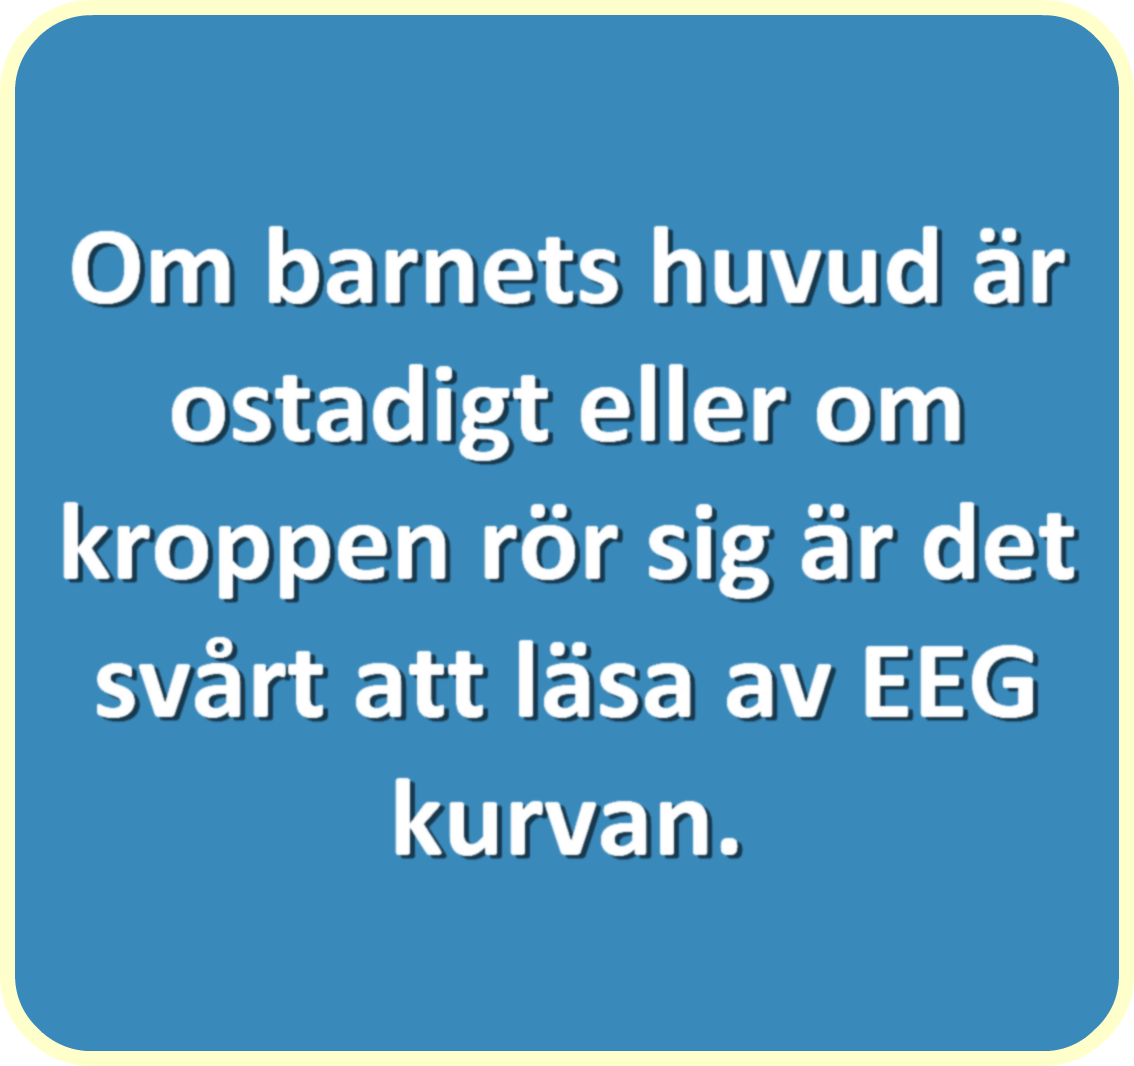 Om barnets huvud är
ostadigt eller om
kroppen rör sig är det
svårt att läsa av EEG
kurvan.